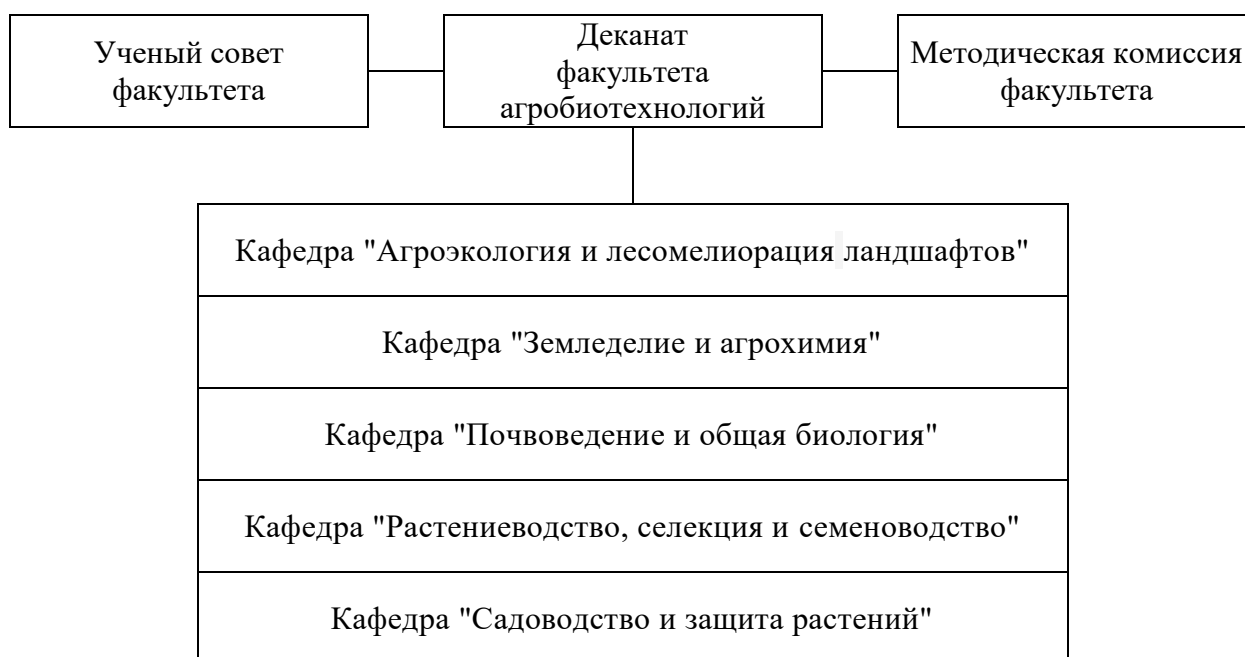 Ученый совет
факультета
Деканат
факультета
агробиотехнологий
Методическая комиссия
факультета
Кафедра "Агроэкология и лесомелиорация ландшафтов"
Кафедра "Земледелие и агрохимия"
Кафедра "Почвоведение и общая биология"
Кафедра "Растениеводство, селекция и семеноводство"
Кафедра "Садоводство и защита растений"